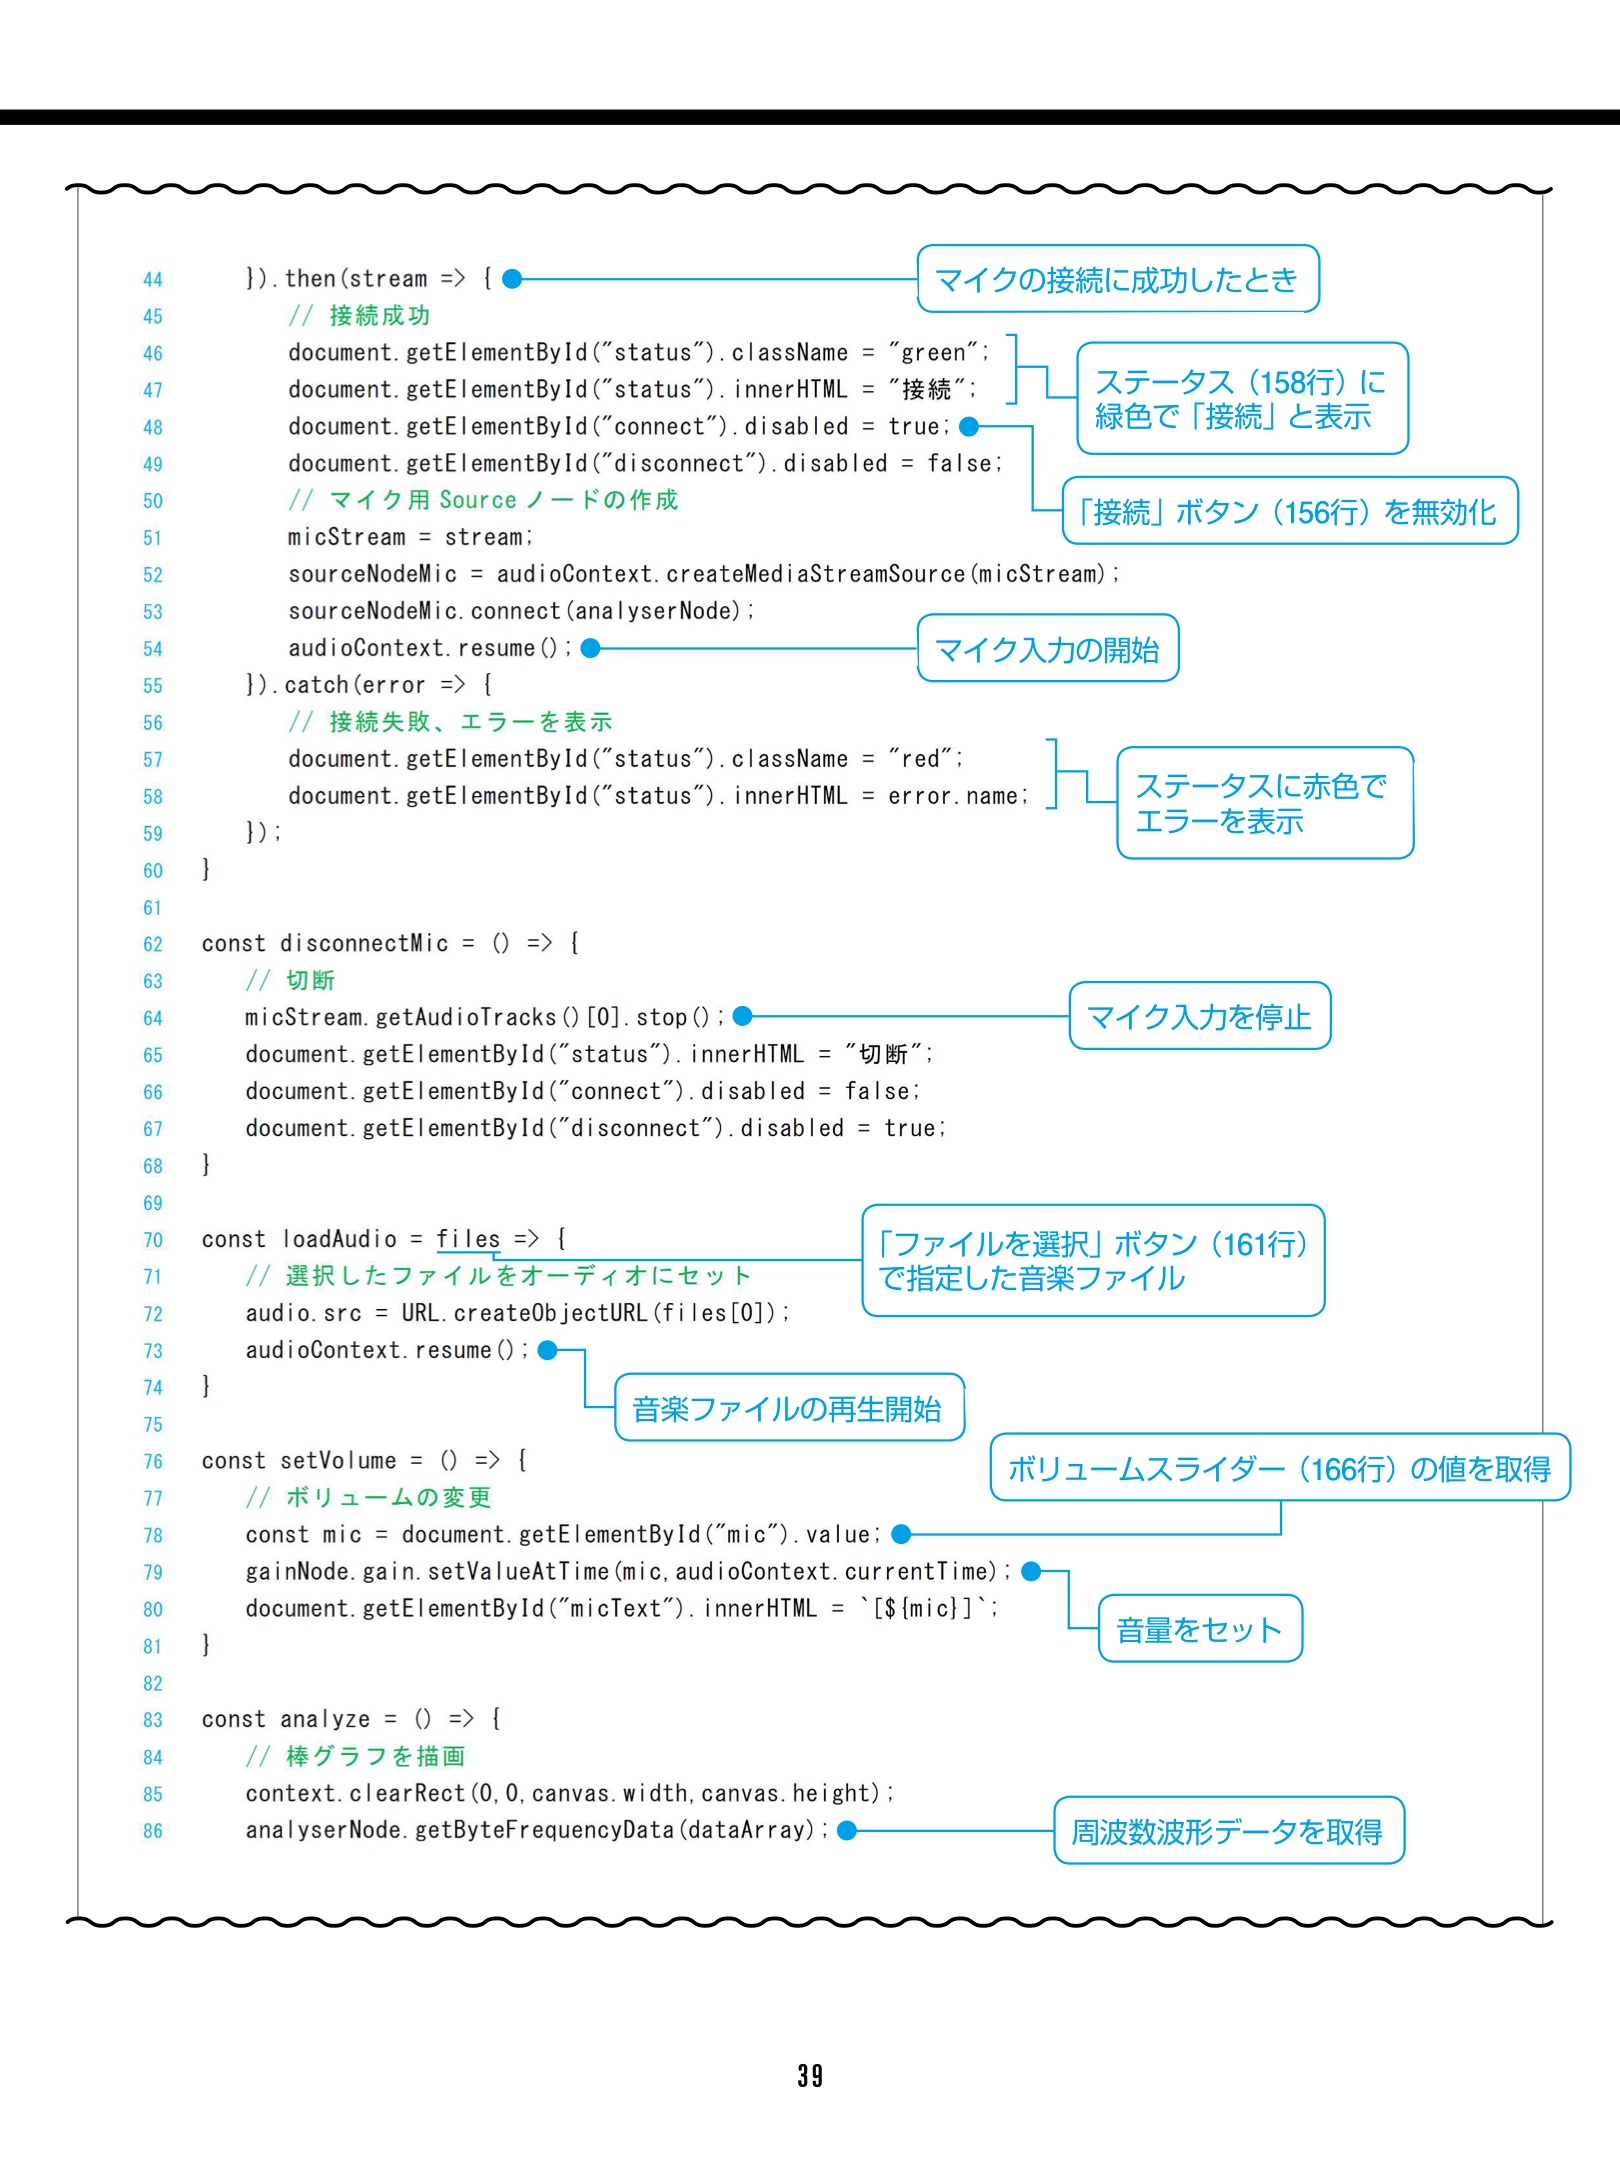 44 }).then(stream => {
マイクの接続に成功したとき
45 // 接続成功
46 document.getElementById("status").className = "green";
47 document.getElementById("status").innerHTML = "接続";
ステータス（158行）に
緑色で「接続」と表示
48 document.getElementById("connect").disabled = true;
49 document.getElementById("disconnect").disabled = false;
50 // マイク用 Source ノードの作成
「接続」ボタン（156行）を無効化
51 micStream = stream;
52 sourceNodeMic = audioContext.createMediaStreamSource(micStream);
53 sourceNodeMic.connect(analyserNode);
54 audioContext.resume();
マイク入力の開始
55 }).catch(error => {
56 // 接続失敗、エラーを表示
57 document.getElementById("status").className = "red";
58 document.getElementById("status").innerHTML = error.name;
ステータスに赤色で
エラーを表示
59 });
60 }
61
62 const disconnectMic = () => {
63 // 切断
64 micStream.getAudioTracks()[0].stop();
マイク入力を停止
65 document.getElementById("status").innerHTML = "切断";
66 document.getElementById("connect").disabled = false;
67 document.getElementById("disconnect").disabled = true;
68 }
69
70 const loadAudio = files => {
「ファイルを選択」ボタン（161行）
で指定した音楽ファイル
71 // 選択したファイルをオーディオにセット
72 audio.src = URL.createObjectURL(files[0]);
73 audioContext.resume();
74 }
音楽ファイルの再生開始
75
76 const setVolume = () => {
ボリュームスライダー（166行）の値を取得
77 // ボリュームの変更
78 const mic = document.getElementById("mic").value;
79 gainNode.gain.setValueAtTime(mic,audioContext.currentTime);
80 document.getElementById("micText").innerHTML = `[${mic}]`;
音量をセット
81 }
82
83 const analyze = () => {
84 // 棒グラフを描画
85 context.clearRect(0,0,canvas.width,canvas.height);
86 analyserNode.getByteFrequencyData(dataArray);
周波数波形データを取得
39